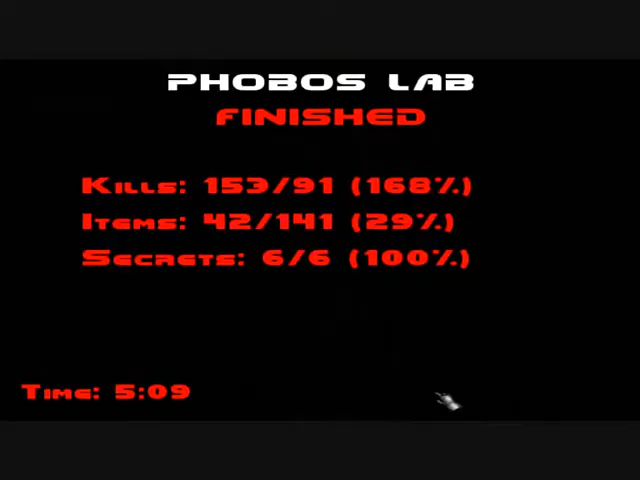 PHOBOS LAB
FINISHED
KILLS: 153/91 (168%)
ITEMS: 42/141 (29%)
SECRETS: 6/6 (100%)
TIME: 5:09